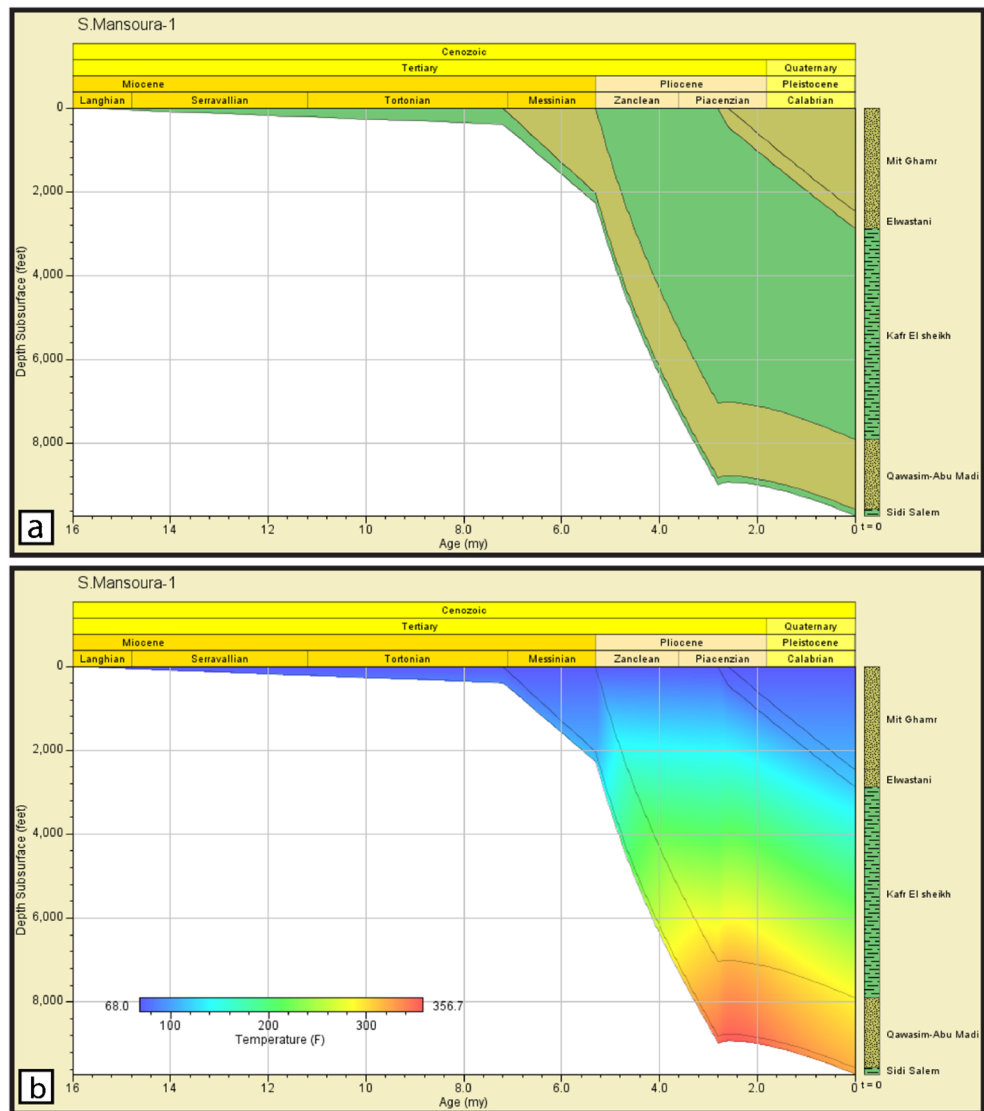 S.Mansoura-1
Cenozoic
Tertiary Quaternary
Miocene Pliocene Pleistocene
Langhian Serravallian Tortonian Messinian Zanclean Piacenzian Calabrian
0
2,000
4,000
6,000
8,000
Depth Subsurface (feet)
Mit Ghamr
Elwastani
Kafr El sheikh
Qawasim-Abu Madi
Sidi Salem
16 14 12 10 8.0 6.0 4.0 2.0 0 t = 0
Age (my)
a
S.Mansoura-1
Cenozoic
Tertiary Quaternary
Miocene Pliocene Pleistocene
Langhian Serravallian Tortonian Messinian Zanclean Piacenzian Calabrian
0
2,000
4,000
6,000
8,000
Depth Subsurface (feet)
Mit Ghamr
Elwastani
Kafr El sheikh
Qawasim-Abu Madi
Sidi Salem
68.0 356.7
100 200 300
Temperature (F)
16 14 12 10 8.0 6.0 4.0 2.0 0 t = 0
Age (my)
b